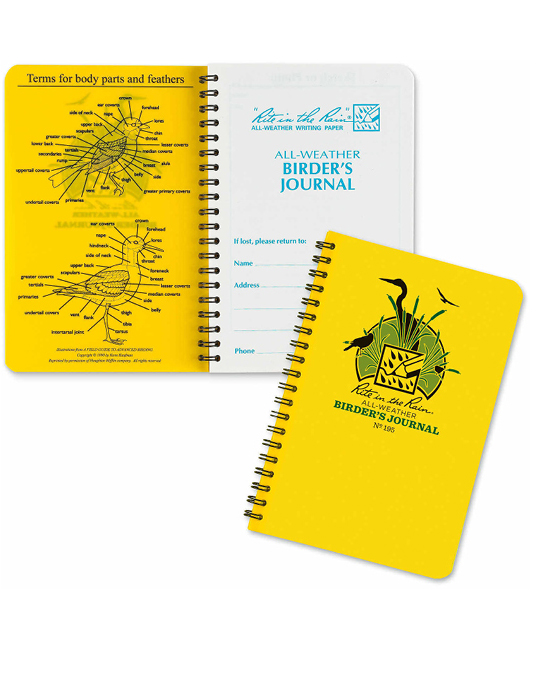 Terms for body parts and feathers
crown
ear coverts
forehead
side of neck
lores
nape
chin
upper back
throat
scapulars
lesser coverts
greater coverts
median coverts
lower back
breast
tertials
alula
secondaries
side
rump
belly
uppertail coverts
greater primary coverts
thigh
flank
vent
undertail coverts
primaries
crown
forehead
ear coverts
lores
nape
chin
hindneck
throat
side of neck
foreneck
upper back
breast
scapulars
lesser coverts
greater coverts
median coverts
tertials
side
primaries
belly
undertail coverts
flank
vent
thigh
tibia
intertarsal joint
tarsus
Illustrations from A FIELD GUIDE TO ADVANCED BIRDING
Reprinted by permission of Houghton Mifflin company. All rights reserved
"Rite in the Rain"®
ALL-WEATHER WRITING PAPER
ALL-WEATHER
BIRDER'S
JOURNAL
If lost, please return to:
Name
Address
Phone
Rite in the Rain®
ALL-WEATHER
BIRDER'S JOURNAL
Nº 195